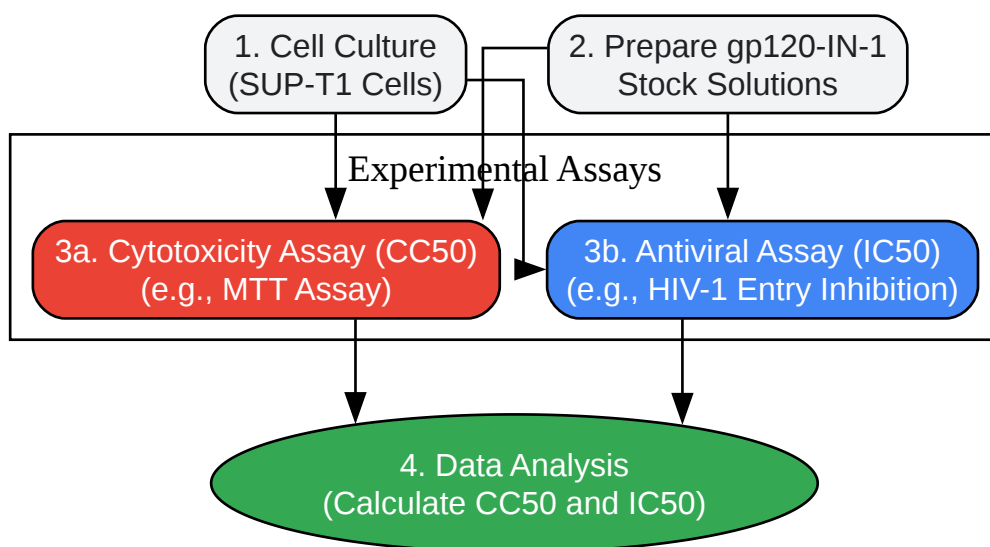 1. Cell Culture
(SUP-T1 Cells)
2. Prepare gp120-IN-1
Stock Solutions
Experimental Assays
3a. Cytotoxicity Assay (CC50)
(e.g., MTT Assay)
3b. Antiviral Assay (IC50)
(e.g., HIV-1 Entry Inhibition)
4. Data Analysis
(Calculate CC50 and IC50)